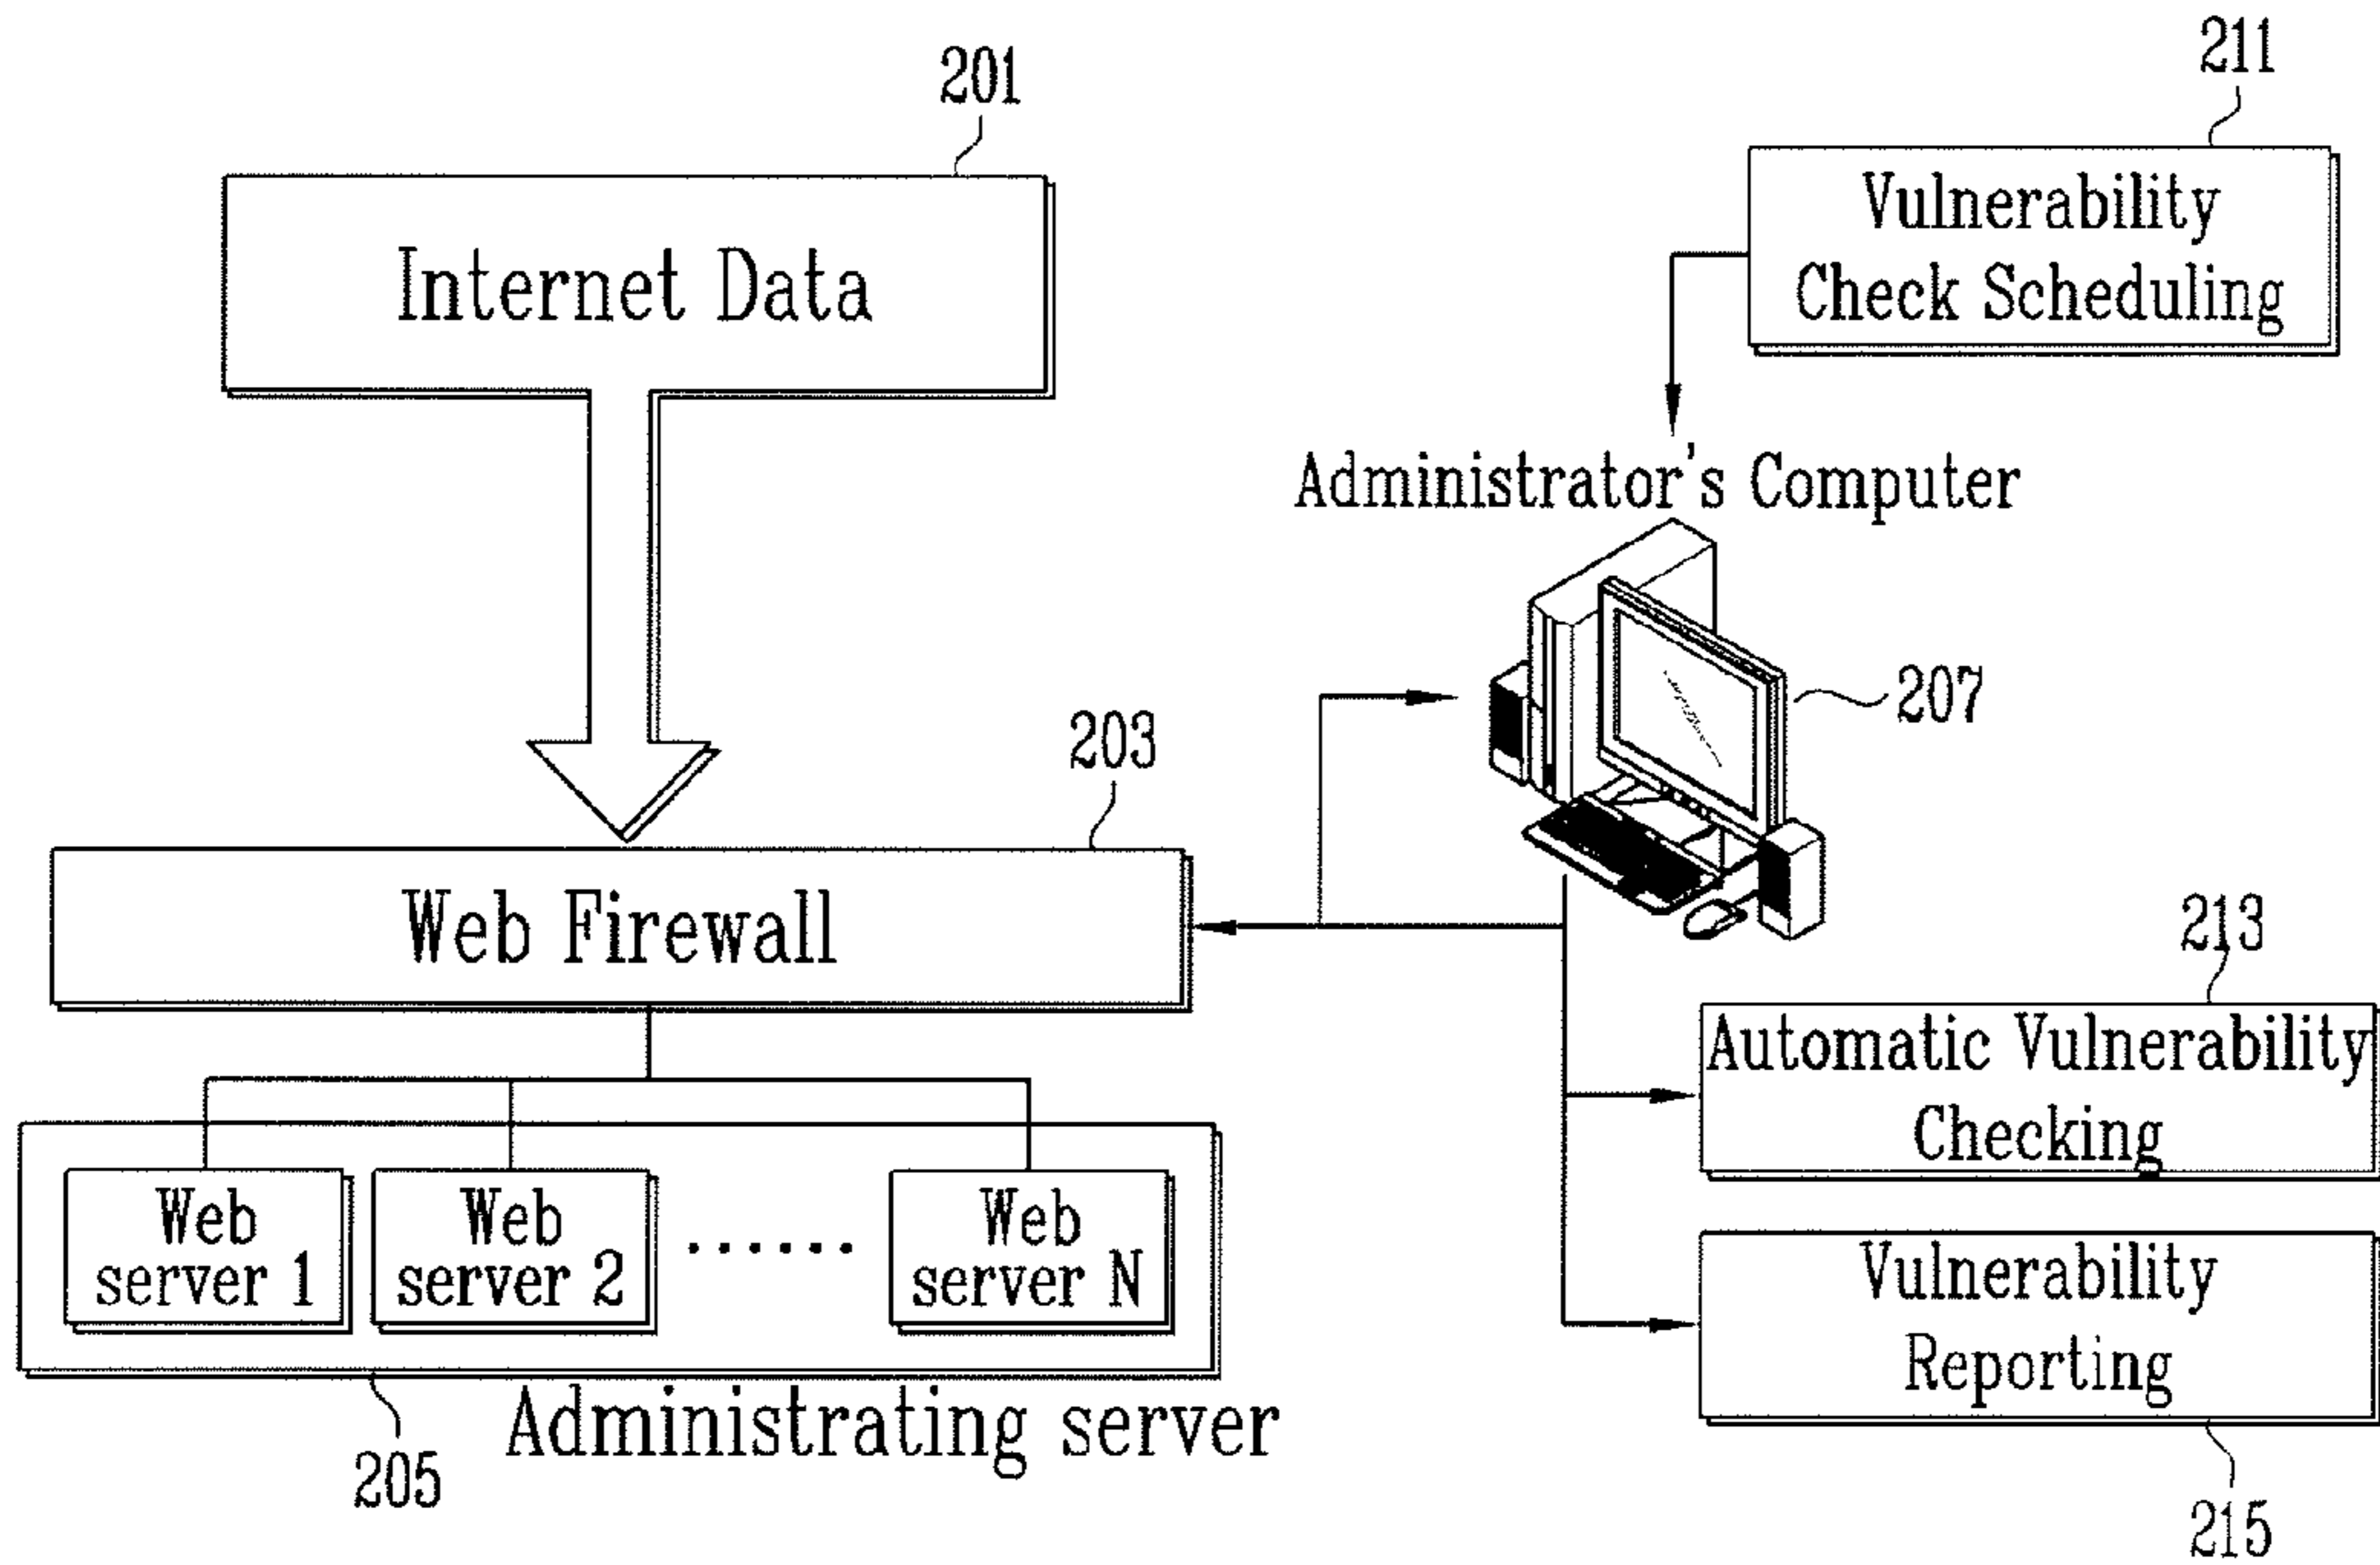 201
Internet Data
211
Vulnerability
Check Scheduling
Administrator's Computer
207
203
Web Firewall
213
Automatic Vulnerability
Checking
Web
server 1
Web
server 2
......
Web
server N
Vulnerability
Reporting
Administrating server
205
215